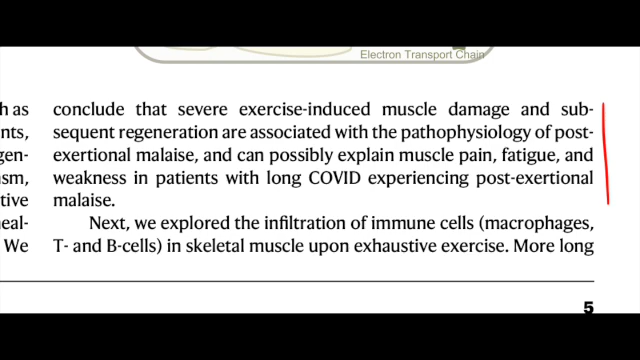 Electron Transport Chain
h as conclude that severe exercise-induced muscle damage and sub-
nts, sequent regeneration are associated with the pathophysiology of post-
gen- exertional malaise, and can possibly explain muscle pain, fatigue, and
sm, weakness in patients with long COVID experiencing post-exertional
tive malaise.
eal- Next, we explored the infiltration of immune cells (macrophages,
We T- and B-cells) in skeletal muscle upon exhaustive exercise. More long
5